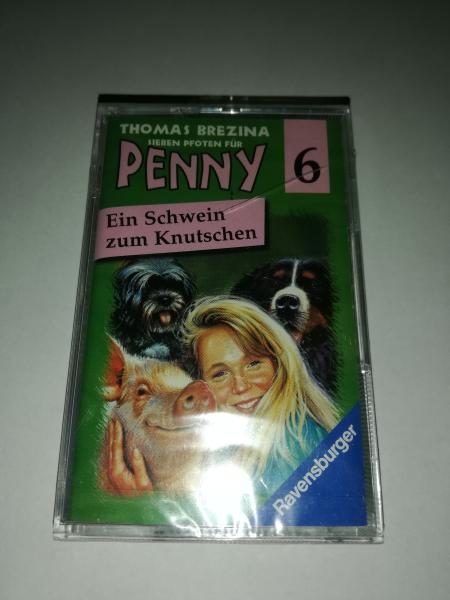 THOMAS BREZINA
SIEBEN PFOTEN FÜR
PENNY
6
Ein Schwein
zum Knutschen
Ravensburger